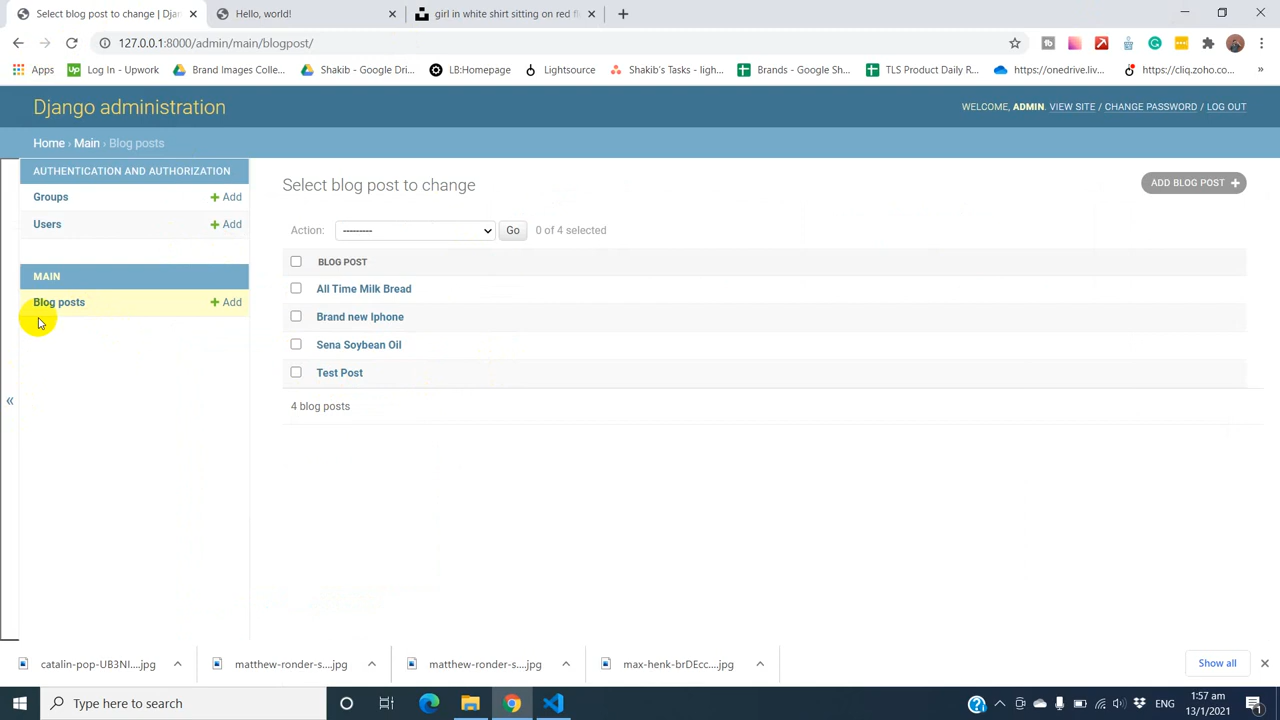 Select blog post to change | Djan
Hello, world!
girl in white shirt sitting on red fl
127.0.0.1:8000/admin/main/blogpost/
Apps
Up Log In - Upwork
Brand Images Colle...
Shakib - Google Dri...
LB:Homepage
Lightsource
Shakib's Tasks - ligh...
Brands - Google Sh...
TLS Product Daily R...
https://onedrive.liv...
https://cliq.zoho.co...
»
Django administration
WELCOME, ADMIN. VIEW SITE / CHANGE PASSWORD / LOG OUT
Home › Main › Blog posts
AUTHENTICATION AND AUTHORIZATION
Groups + Add
Users + Add
MAIN
Blog posts + Add
«
Select blog post to change
ADD BLOG POST +
Action: --------- Go 0 of 4 selected
BLOG POST
All Time Milk Bread
Brand new Iphone
Sena Soybean Oil
Test Post
4 blog posts
catalin-pop-UB3NI....jpg
matthew-ronder-s....jpg
matthew-ronder-s....jpg
max-henk-brDEcc....jpg
Show all
Type here to search
ENG
1:57 am
13/1/2021
1